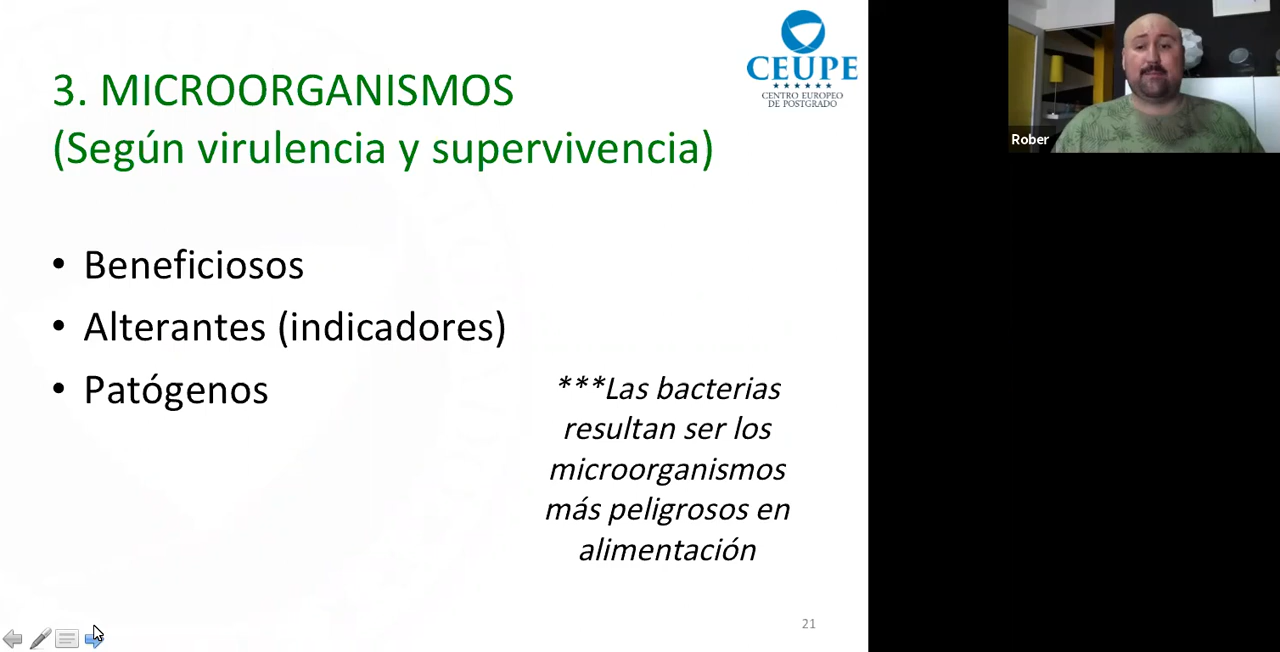 CEUPE
CENTRO EUROPEO
DE POSTGRADO
3. MICROORGANISMOS
(Según virulencia y supervivencia)
• Beneficiosos
• Alterantes (indicadores)
• Patógenos
***Las bacterias
resultan ser los
microorganismos
más peligrosos en
alimentación
21
Rober